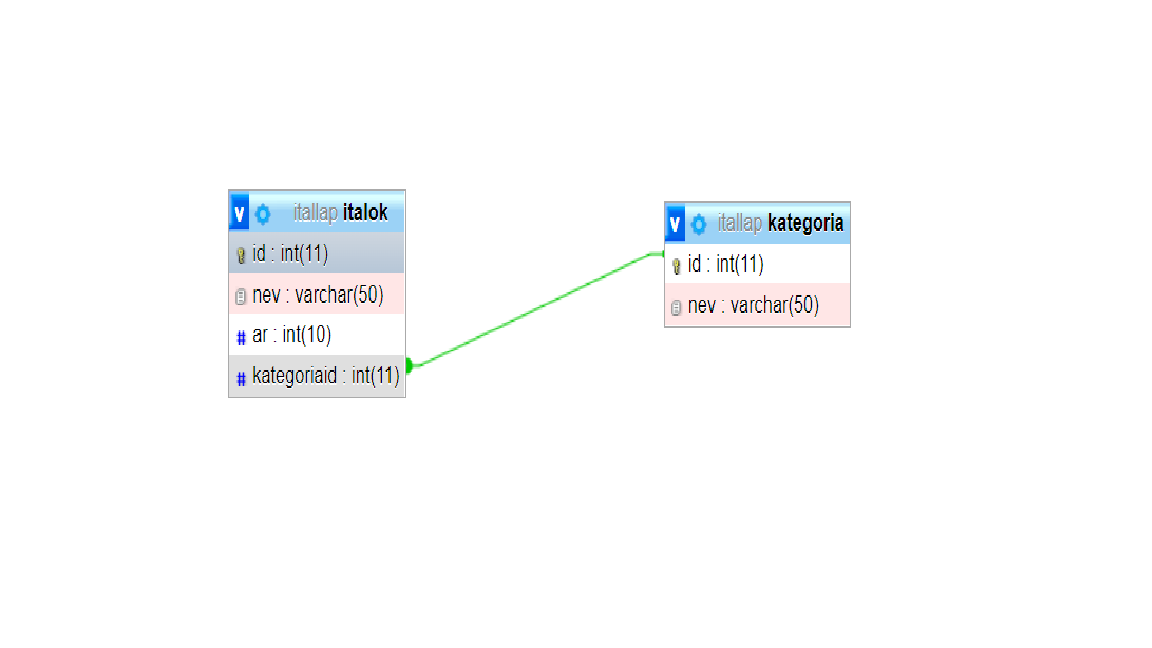 v itallap italok
id : int(11)
nev : varchar(50)
# ar : int(10)
# kategoriaid : int(11)
v itallap kategoria
id : int(11)
nev : varchar(50)